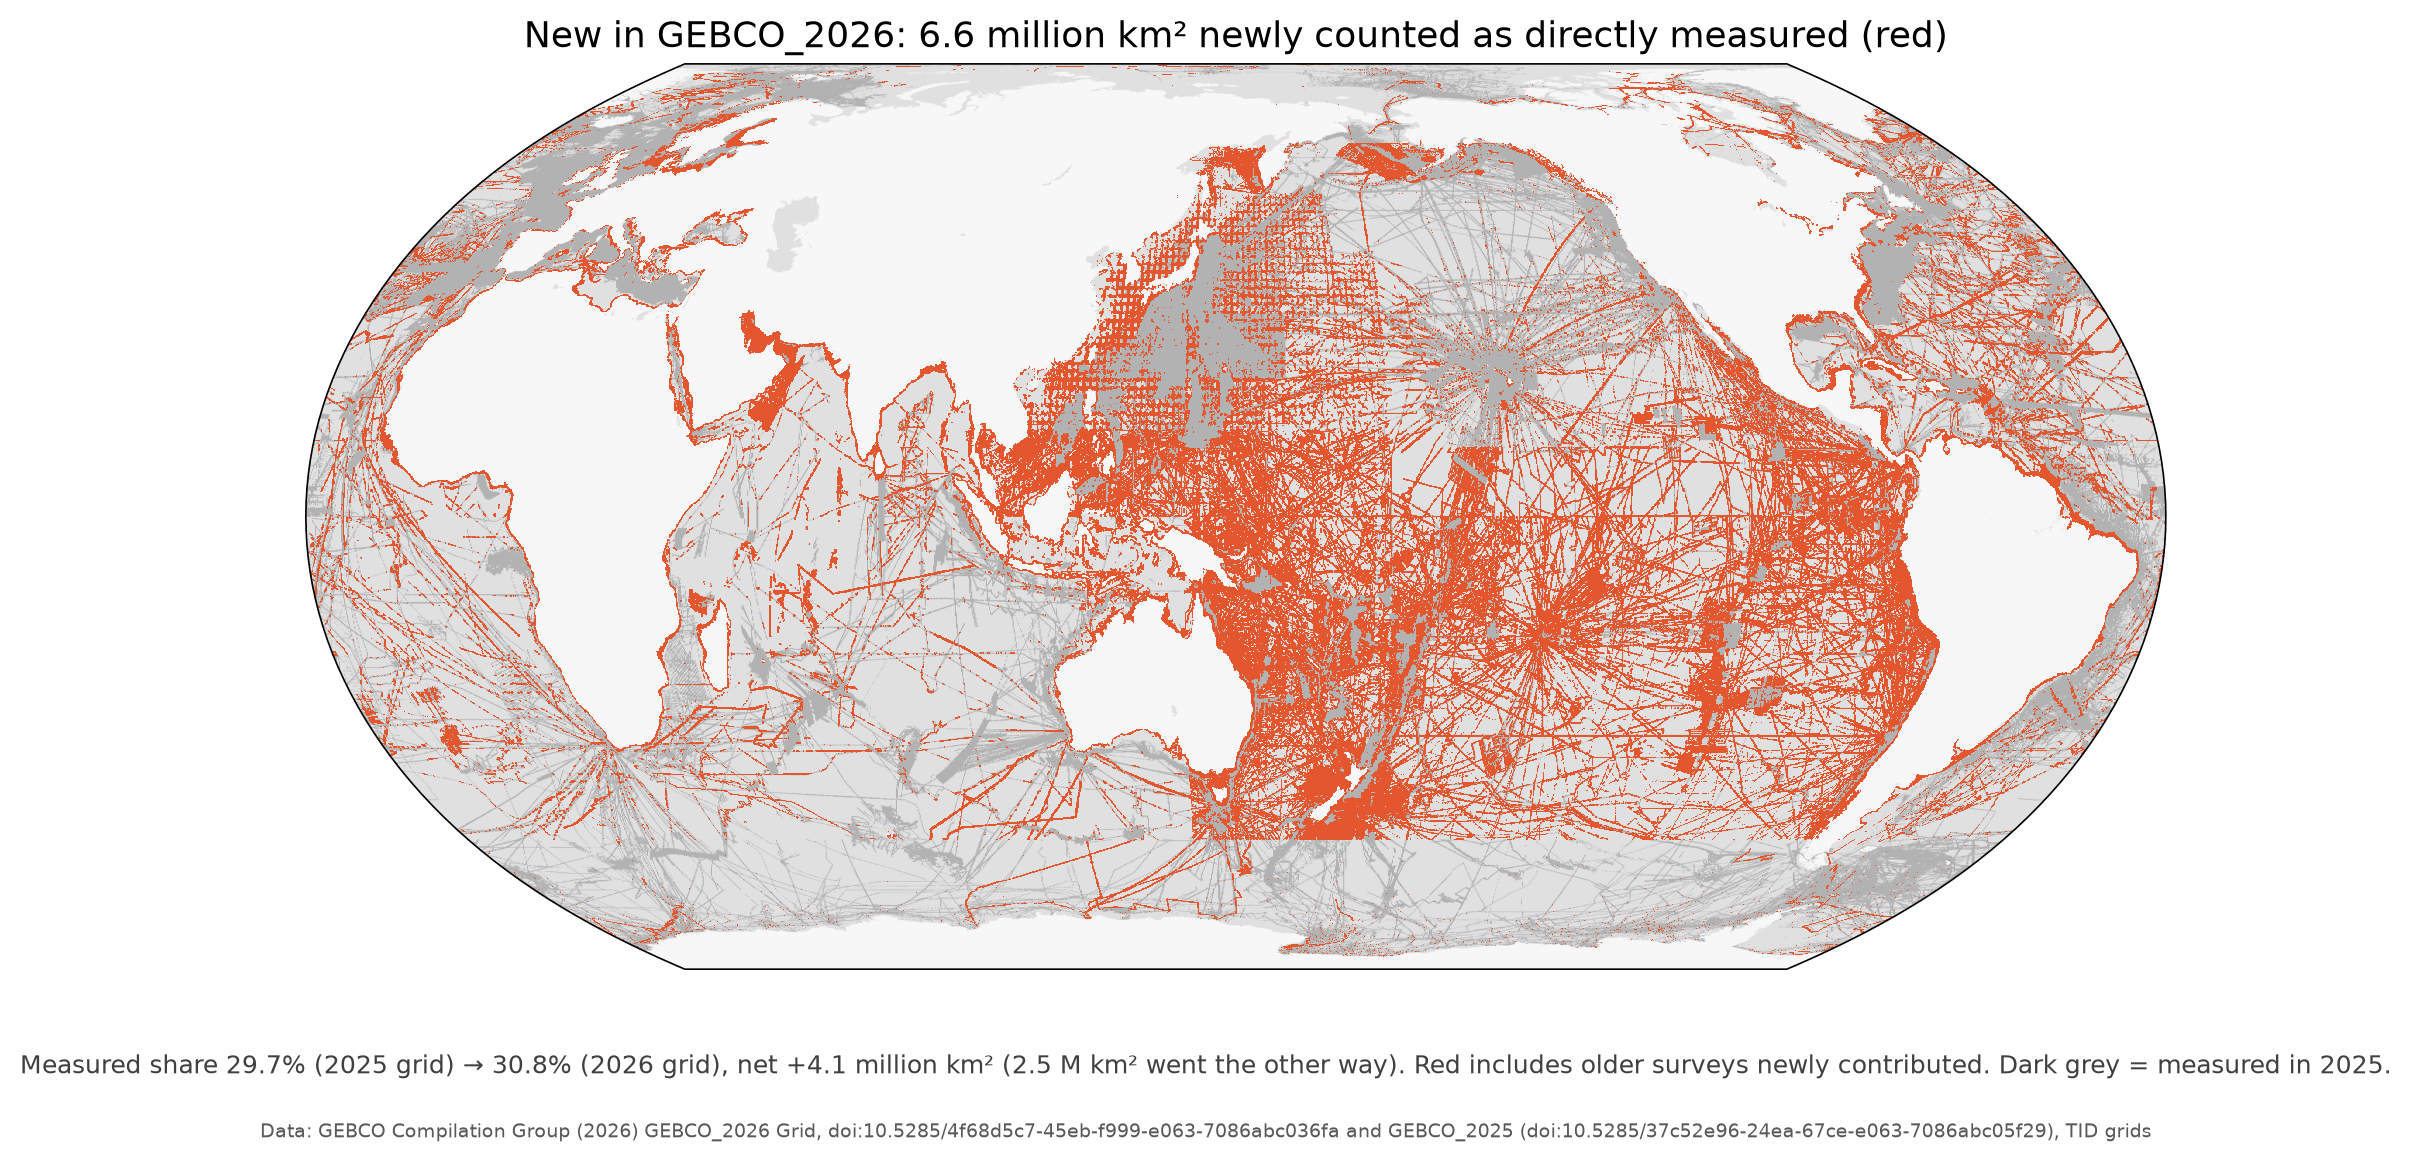 New in GEBCO_2026: 6.6 million km² newly counted as directly measured (red)
Measured share 29.7% (2025 grid) → 30.8% (2026 grid), net +4.1 million km² (2.5 M km² went the other way). Red includes older surveys newly contributed. Dark grey = measured in 2025.
Data: GEBCO Compilation Group (2026) GEBCO_2026 Grid, doi:10.5285/4f68d5c7-45eb-f999-e063-7086abc036fa and GEBCO_2025 (doi:10.5285/37c52e96-24ea-67ce-e063-7086abc05f29), TID grids